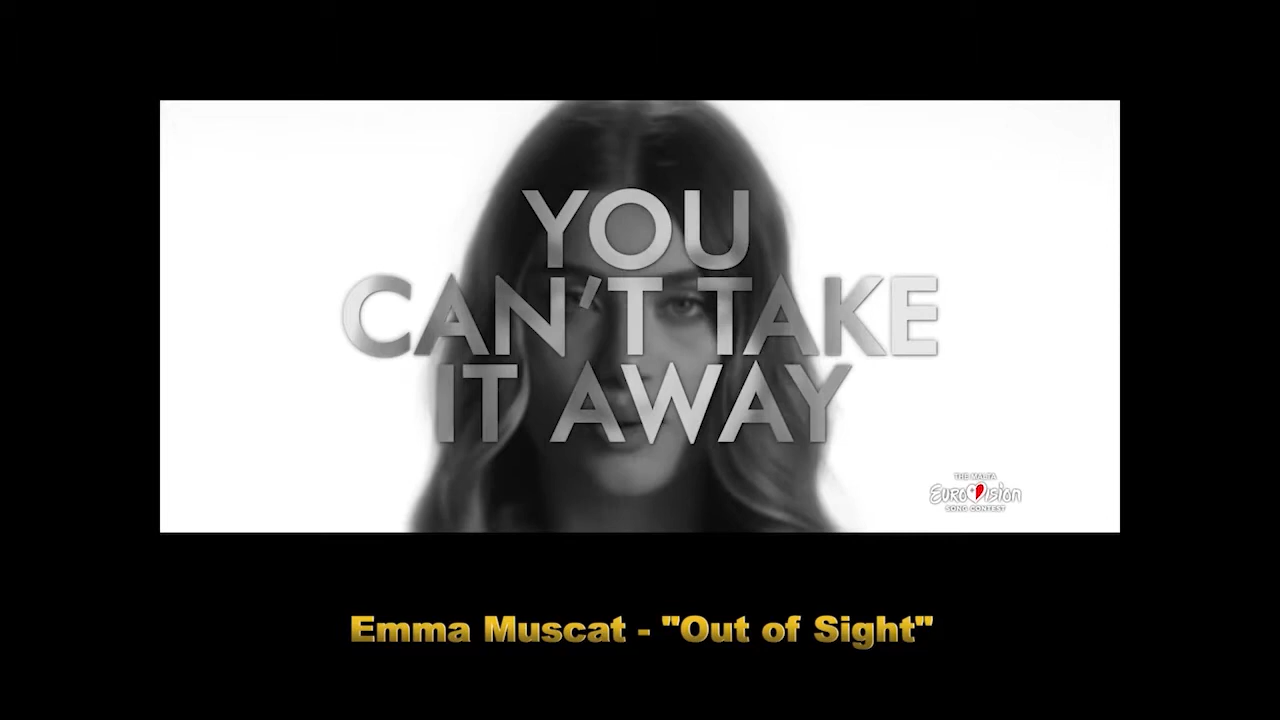 YOU
CAN'T TAKE
IT AWAY
THE MALTA
EUROVISION
SONG CONTEST
Emma Muscat - "Out of Sight"